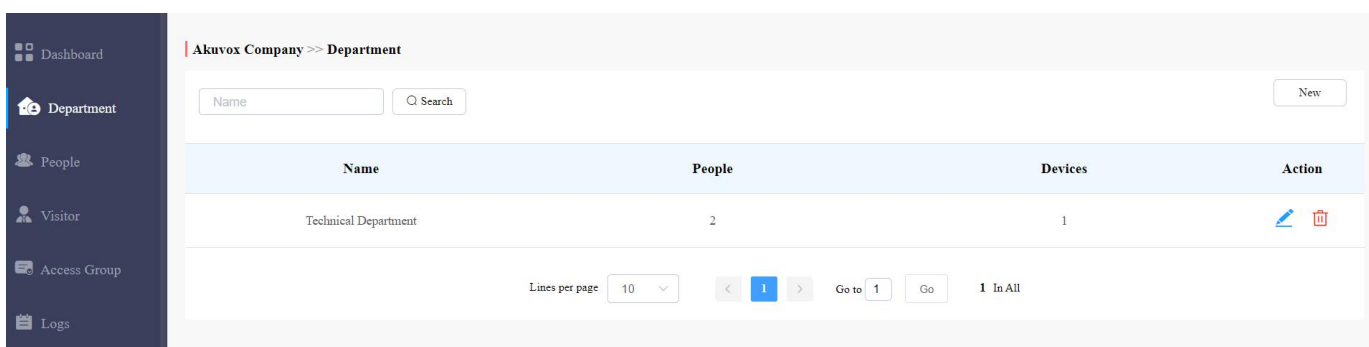 Dashboard
Department
People
Visitor
Access Group
Logs
Akuvox Company >> Department
Name Search New
Name People Devices Action
Technical Department 2 1
Lines per page 10 < 1 > Go to 1 Go 1 In All